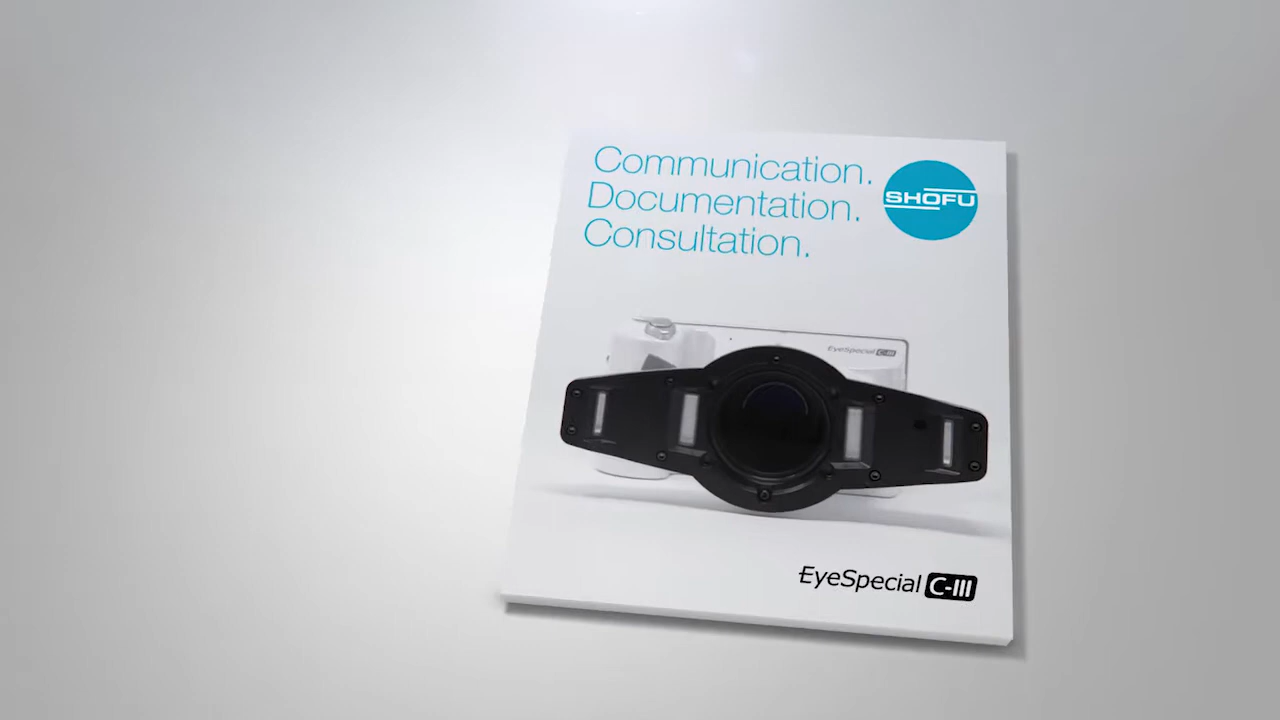 Communication.
Documentation.
Consultation.
SHOFU
EyeSpecial C-III
EyeSpecial C-III